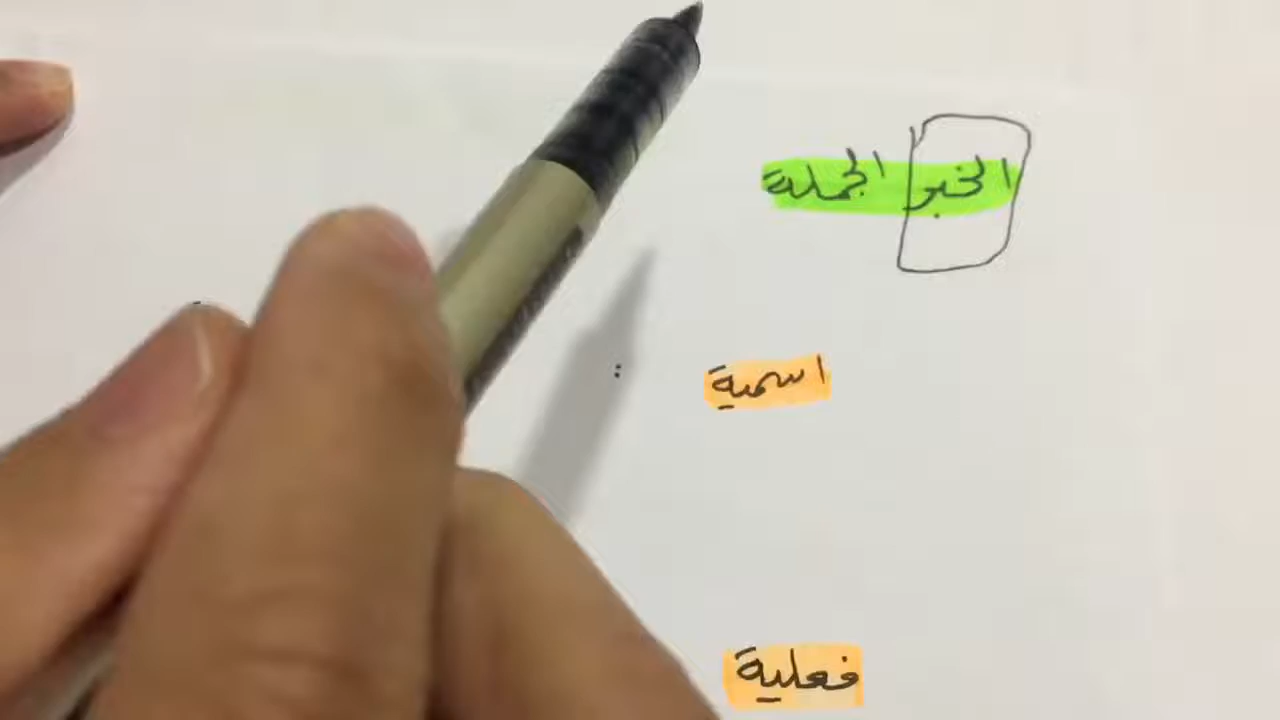 الخبر الجملة
اسمية :
فعلية